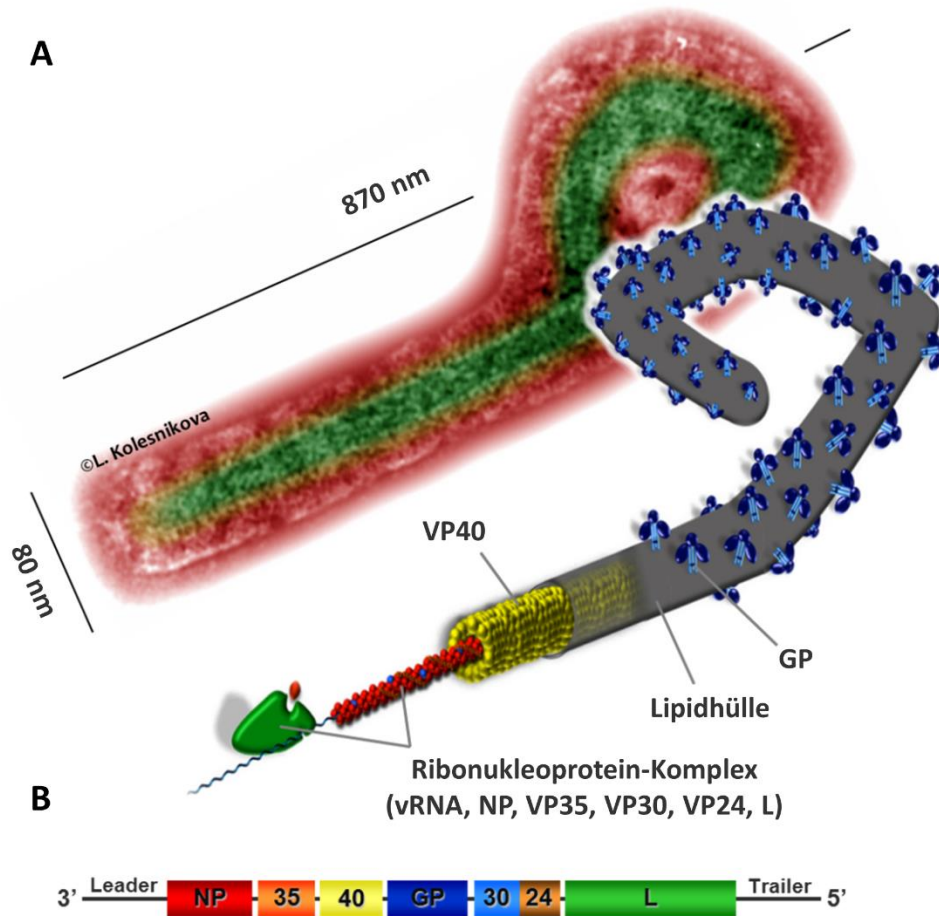 A
870 nm
©L. Kolesnikova
80 nm
VP40
GP
Lipidhülle
Ribonukleoprotein-Komplex
(vRNA, NP, VP35, VP30, VP24, L)
B
3’ Leader NP 35 40 GP 30 24 L Trailer 5’